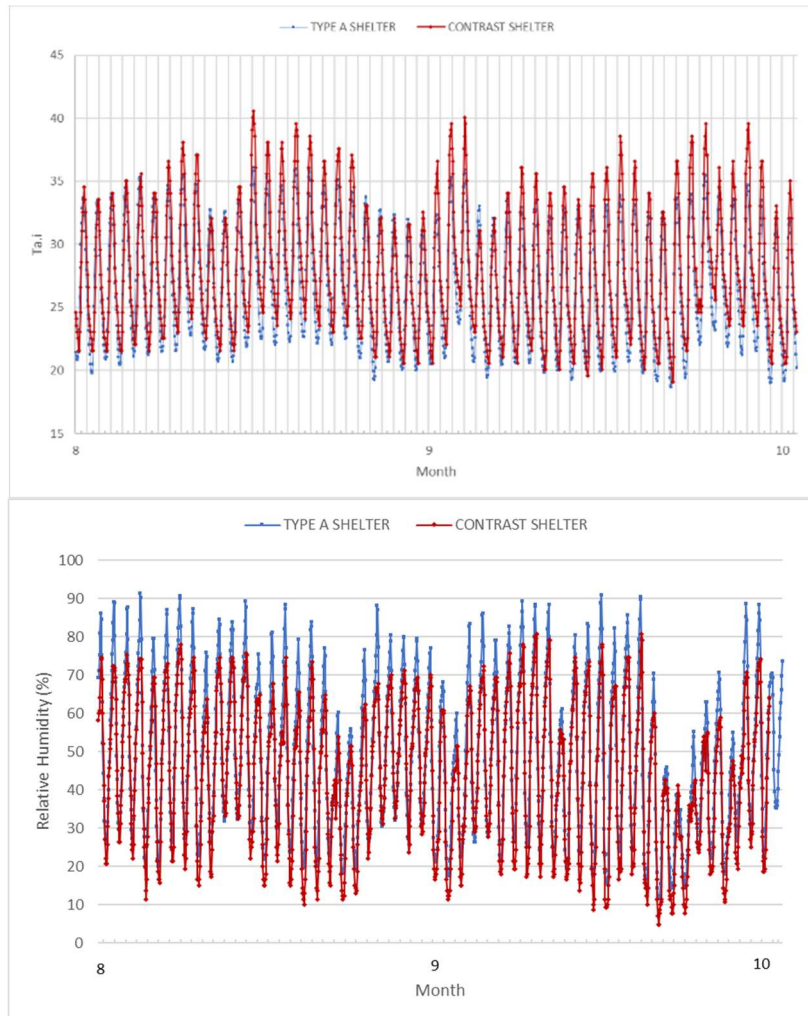 TYPE A SHELTER CONTRAST SHELTER
45
40
35
30
25
20
15
Ta,i
8 9 10
Month
TYPE A SHELTER CONTRAST SHELTER
100
90
80
70
60
50
40
30
20
10
0
Relative Humidity (%)
8 9 10
Month